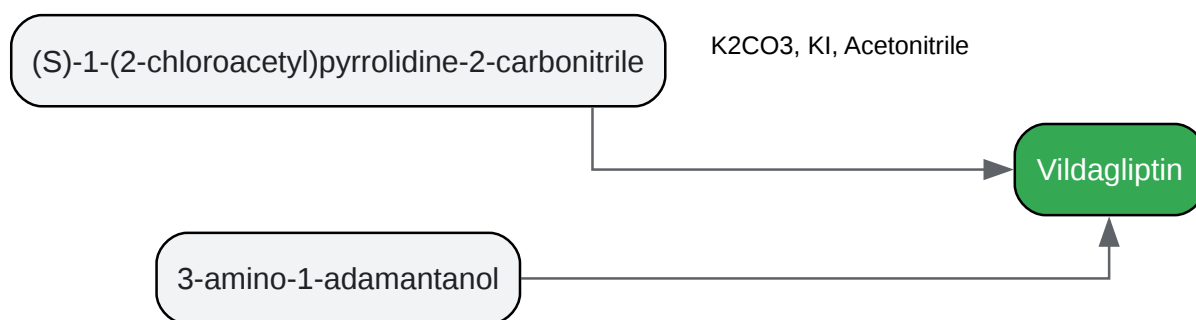 (S)-1-(2-chloroacetyl)pyrrolidine-2-carbonitrile
K2CO3, KI, Acetonitrile
Vildagliptin
3-amino-1-adamantanol